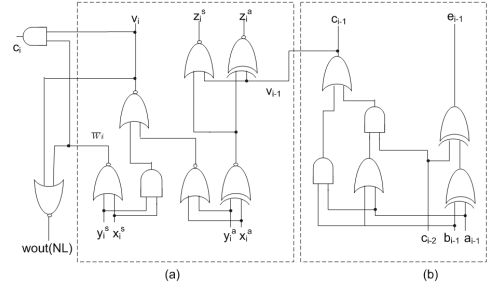 v_i z_i^s z_i^a c_{i-1} e_{i-1}
c_i
v_{i-1}
w_i
y_i^s x_i^s y_i^a x_i^a c_{i-2} b_{i-1} a_{i-1}
wout(NL)
(a) (b)